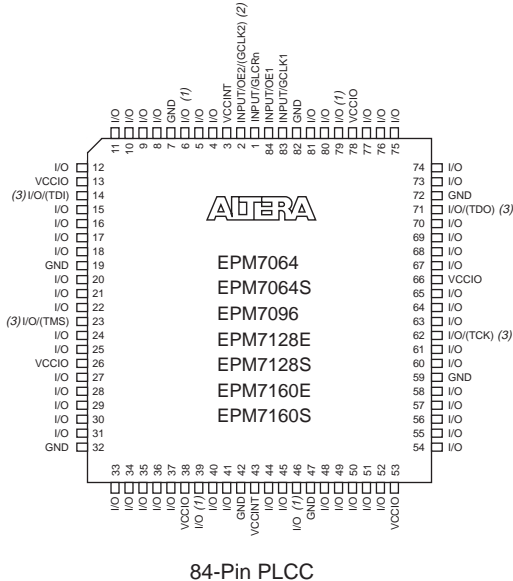 I/O
I/O
I/O
I/O
GND
I/O (1)
I/O
I/O
VCCINT
INPUT/OE2/(GCLK2) (2)
INPUT/GLCRn
INPUT/OE1
INPUT/GCLK1
GND
I/O
I/O
I/O (1)
VCCIO
I/O
I/O
I/O
11 10 9 8 7 6 5 4 3 2 1 84 83 82 81 80 79 78 77 76 75
I/O 12
VCCIO 13
(3) I/O/(TDI) 14
I/O 15
I/O 16
I/O 17
I/O 18
GND 19
I/O 20
I/O 21
I/O 22
(3) I/O/(TMS) 23
I/O 24
I/O 25
VCCIO 26
I/O 27
I/O 28
I/O 29
I/O 30
I/O 31
GND 32
ALTERA
EPM7064
EPM7064S
EPM7096
EPM7128E
EPM7128S
EPM7160E
EPM7160S
74 I/O
73 I/O
72 GND
71 I/O/(TDO) (3)
70 I/O
69 I/O
68 I/O
67 I/O
66 VCCIO
65 I/O
64 I/O
63 I/O
62 I/O/(TCK) (3)
61 I/O
60 I/O
59 GND
58 I/O
57 I/O
56 I/O
55 I/O
54 I/O
33 34 35 36 37 38 39 40 41 42 43 44 45 46 47 48 49 50 51 52 53
I/O
I/O
I/O
I/O
I/O
VCCIO
I/O (1)
I/O
I/O
GND
VCCINT
I/O
I/O
I/O (1)
GND
I/O
I/O
I/O
I/O
I/O
VCCIO
84-Pin PLCC